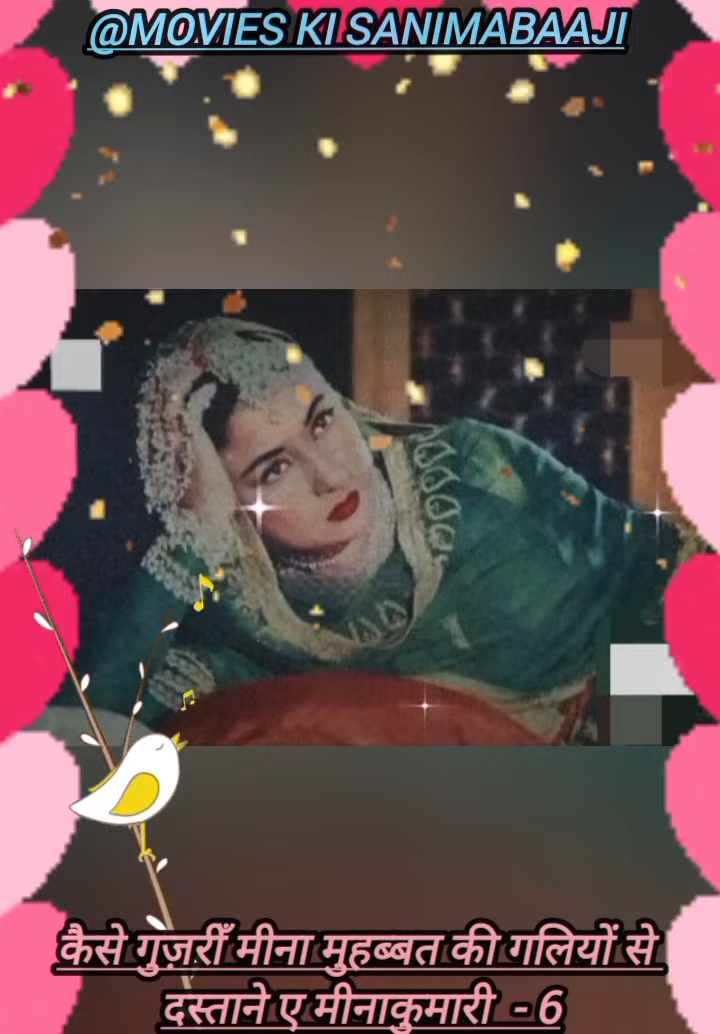 @MOVIES KI SANIMABAAJI
कैसे गुज़रीँ मीना मुहब्बत की गलियों से
दस्ताने ए मीनाकुमारी - 6